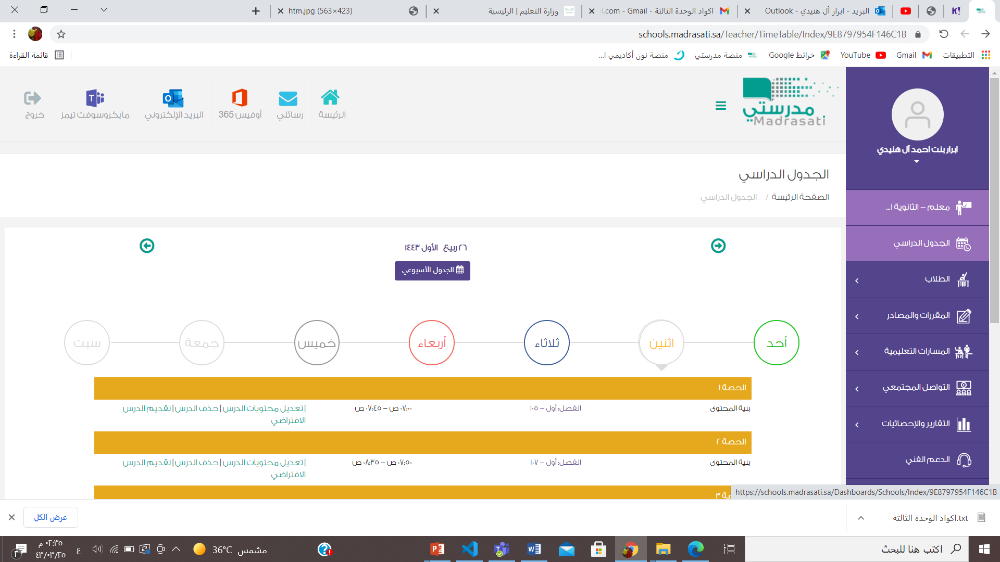 البريد - ابرار آل هنيدي - Outlook
اكواد الوحدة الثالثة - il.com - Gmail
وزارة التعليم | الرئيسية
htm.jpg (563×423)
schools.madrasati.sa/Teacher/TimeTable/Index/9E8797954F146C1B
التطبيقات
Gmail
YouTube
خرائط Google
منصة مدرستي
منصة نون أكاديمي ا...
قائمة القراءة
مدرستي
Madrasati
الرئيسة
رسائلي
أوفيس 365
البريد الإلكتروني
مايكروسوفت تيمز
خروج
ابرار بنت احمد آل هنيدي
معلم – الثانوية ا...
الجدول الدراسي
الطلاب
المقررات والمصادر
المسارات التعليمية
التواصل المجتمعي
التقارير والإحصائيات
الدعم الفني
الجدول الدراسي
الصفحة الرئيسة / الجدول الدراسي
٢٦ ربيع الأول ١٤٤٣
الجدول الأسبوعي
أحد
اثنين
ثلاثاء
أربعاء
خميس
جمعة
سبت
الحصة ١
بنية المحتوى
الفصل: أول – ١٠٥
٠٧:٠٠ ص – ٠٧:٤٥ ص
| تعديل محتويات الدرس | حذف الدرس | تقديم الدرس
الافتراضي
الحصة ٢
بنية المحتوى
الفصل: أول – ١٠٧
٠٧:٥٠ ص – ٠٨:٣٥ ص
| تعديل محتويات الدرس | حذف الدرس | تقديم الدرس
الافتراضي
https://schools.madrasati.sa/Dashboards/Schools/Index/9E8797954F146C1B
اكواد الوحدة الثالثة.txt
عرض الكل
اكتب هنا للبحث
مشمس 36°C
ع
٠٢:٣٥ م
٤٣/٠٣/٢٥
٣